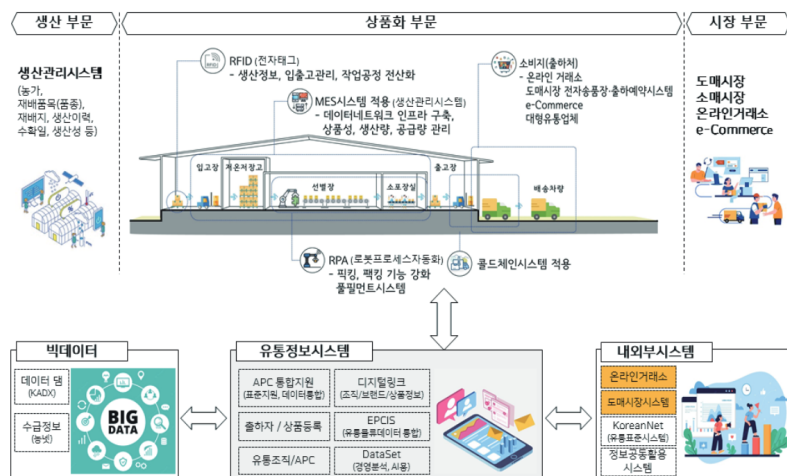 생산 부문
상품화 부문
시장 부문
생산관리시스템
(농가,
재배품목(품종),
재배지, 생산이력,
수확일, 생산성 등)
RFID (전자태그)
- 생산정보, 입출고관리, 작업공정 전산화
MES시스템 적용 (생산관리시스템)
- 데이터네트워크 인프라 구축,
상품성, 생산량, 공급량 관리
소비지(출하처)
- 온라인 거래소
도매시장 전자송품장·출하예약시스템
e-Commerce
대형유통업체
도매시장
소매시장
온라인거래소
e-Commerce
입고장
저온저장고
선별장
소포장실
출고장
배송차량
RPA (로봇프로세스자동화)
- 픽킹, 팩킹 기능 강화
풀필먼트시스템
콜드체인시스템 적용
빅데이터
데이터 댐
(KADX)
수급정보
(농넷)
BIG
DATA
유통정보시스템
APC 통합지원
(표준지원, 데이터통합)
디지털링크
(조직/브랜드/상품정보)
출하자 / 상품등록
EPCIS
(유통물류데이터 통합)
유통조직/APC
DataSet
(경영분석, AI용)
내외부시스템
온라인거래소
도매시장시스템
KoreanNet
(유통표준시스템)
정보공동활용
시스템